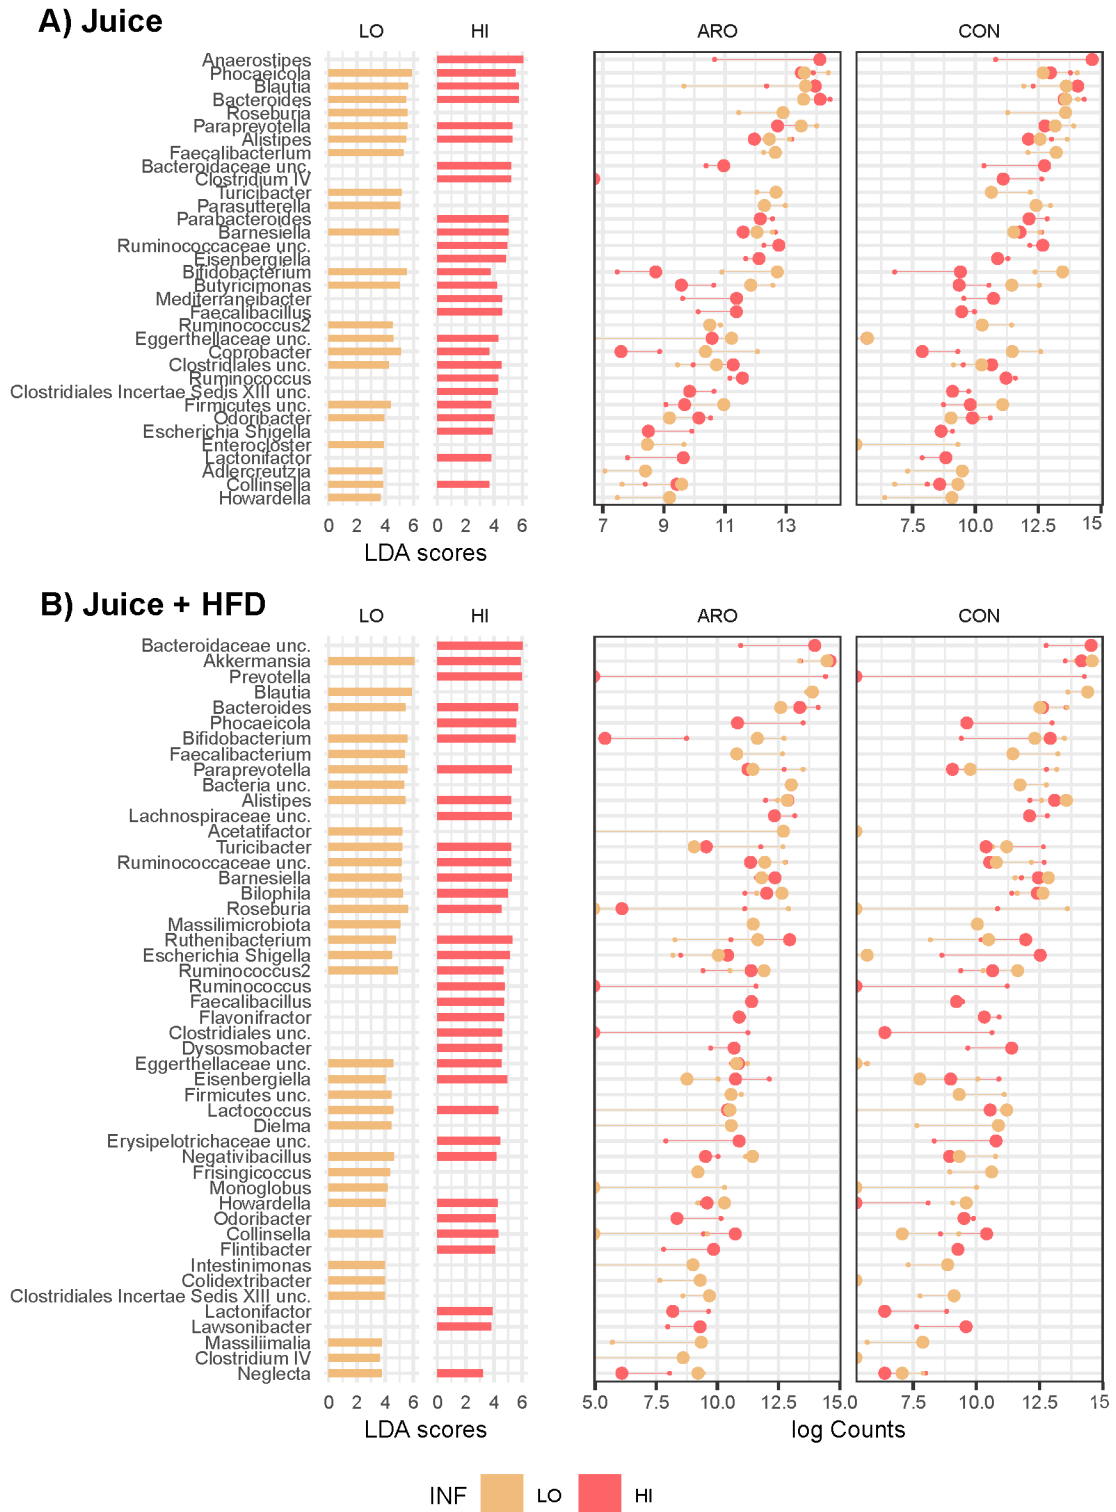 A) Juice
LO HI ARO CON
Anaerostipes
Phocaeicola
Blautia
Bacteroides
Roseburia
Paraprevotella
Alistipes
Faecalibacterium
Bacteroidaceae unc.
Clostridium IV
Turicibacter
Parasutterella
Parabacteroides
Barnesiella
Ruminococcaceae unc.
Eisenbergiella
Bifidobacterium
Butyricimonas
Mediterraneibacter
Faecalibacillus
Ruminococcus2
Eggerthellaceae unc.
Coprobacter
Clostridiales unc.
Ruminococcus
Clostridiales Incertae Sedis XIII unc.
Firmicutes unc.
Odoribacter
Escherichia Shigella
Enterocloster
Lactonifactor
Adlercreutzia
Collinsella
Howardella
0 2 4 6 0 2 4 6 7 9 11 13 7.5 10.0 12.5 15
LDA scores
B) Juice + HFD
LO HI ARO CON
Bacteroidaceae unc.
Akkermansia
Prevotella
Blautia
Bacteroides
Phocaeicola
Bifidobacterium
Faecalibacterium
Paraprevotella
Bacteria unc.
Alistipes
Lachnospiraceae unc.
Acetatifactor
Turicibacter
Ruminococcaceae unc.
Barnesiella
Bilophila
Roseburia
Massilimicrobiota
Ruthenibacterium
Escherichia Shigella
Ruminococcus2
Ruminococcus
Faecalibacillus
Flavonifractor
Clostridiales unc.
Dysosmobacter
Eggerthellaceae unc.
Eisenbergiella
Firmicutes unc.
Lactococcus
Dielma
Erysipelotrichaceae unc.
Negativibacillus
Frisingicoccus
Monoglobus
Howardella
Odoribacter
Collinsella
Flintibacter
Intestinimonas
Colidextribacter
Clostridiales Incertae Sedis XIII unc.
Lactonifactor
Lawsonibacter
Massiliimalia
Clostridium IV
Neglecta
0 2 4 6 0 2 4 6 5.0 7.5 10.0 12.5 15.0 7.5 10.0 12.5 15
LDA scores log Counts
INF LO HI